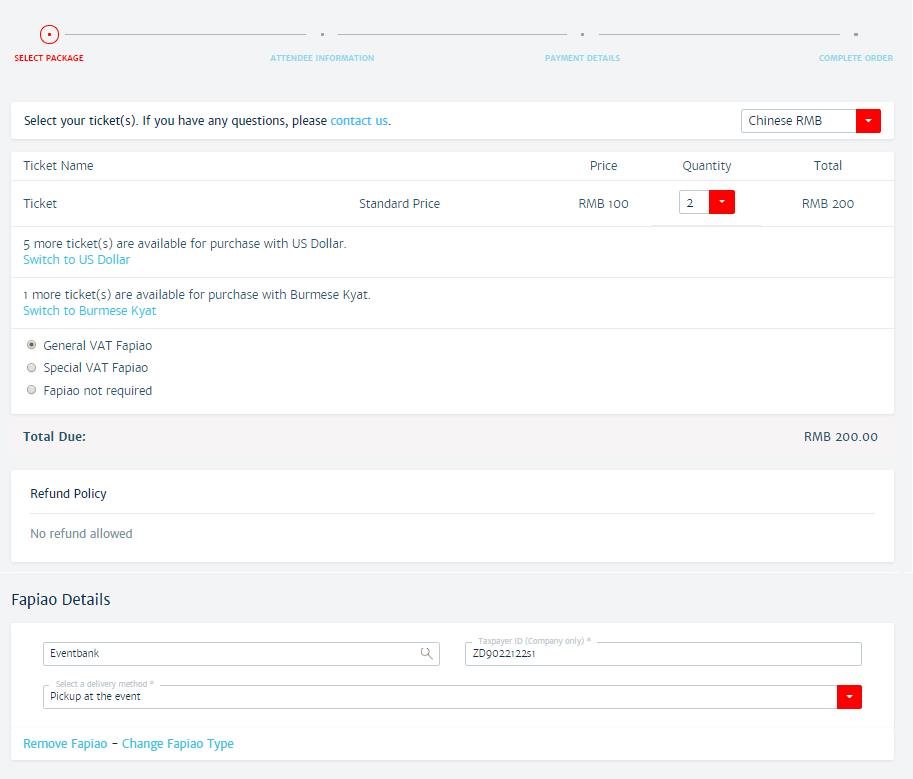 SELECT PACKAGE ATTENDEE INFORMATION PAYMENT DETAILS COMPLETE ORDER
Select your ticket(s). If you have any questions, please contact us. Chinese RMB
Ticket Name Price Quantity Total
Ticket Standard Price RMB 100 2 RMB 200
5 more ticket(s) are available for purchase with US Dollar.
Switch to US Dollar
1 more ticket(s) are available for purchase with Burmese Kyat.
Switch to Burmese Kyat
General VAT Fapiao
Special VAT Fapiao
Fapiao not required
Total Due: RMB 200.00
Refund Policy
No refund allowed
Fapiao Details
Taxpayer ID (Company only) *
Eventbank ZD9022122s1
Select a delivery method *
Pickup at the event
Remove Fapiao - Change Fapiao Type